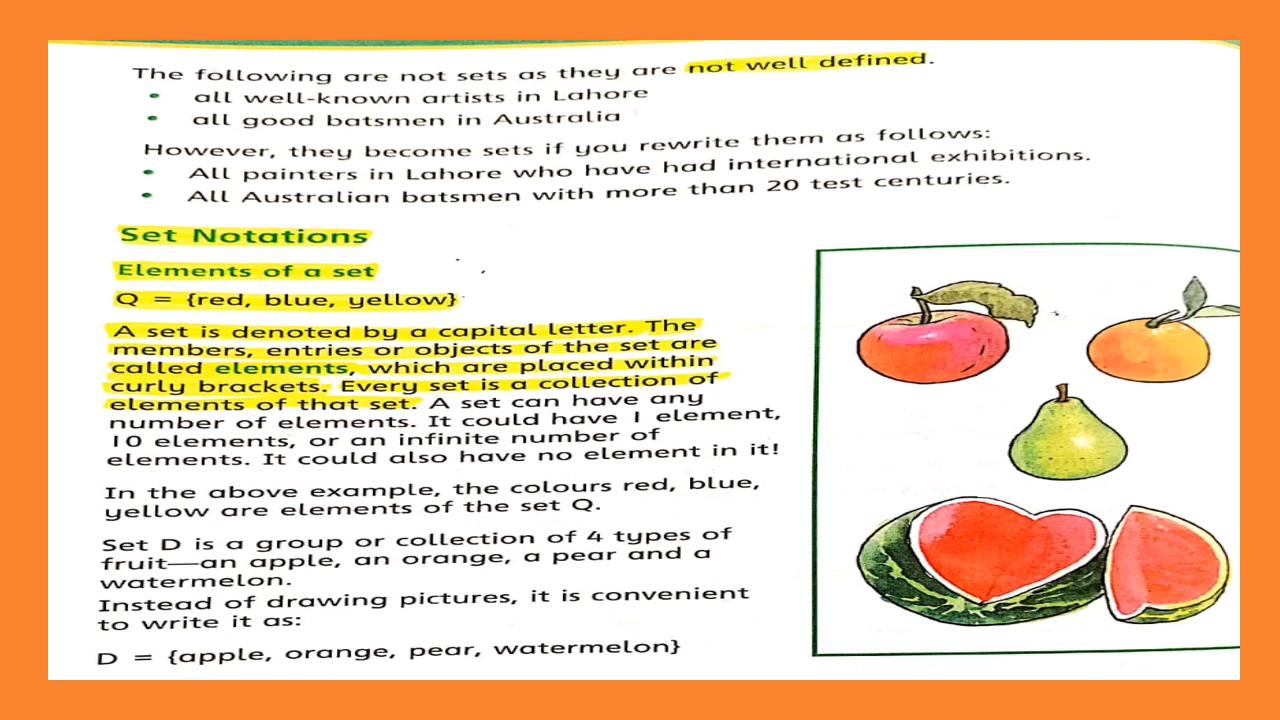 The following are not sets as they are not well defined.
• all well-known artists in Lahore
• all good batsmen in Australia
However, they become sets if you rewrite them as follows:
• All painters in Lahore who have had international exhibitions.
• All Australian batsmen with more than 20 test centuries.
Set Notations
Elements of a set
Q = {red, blue, yellow}
A set is denoted by a capital letter. The
members, entries or objects of the set are
called elements, which are placed within
curly brackets. Every set is a collection of
elements of that set. A set can have any
number of elements. It could have 1 element,
10 elements, or an infinite number of
elements. It could also have no element in it!
In the above example, the colours red, blue,
yellow are elements of the set Q.
Set D is a group or collection of 4 types of
fruit—an apple, an orange, a pear and a
watermelon.
Instead of drawing pictures, it is convenient
to write it as:
D = {apple, orange, pear, watermelon}